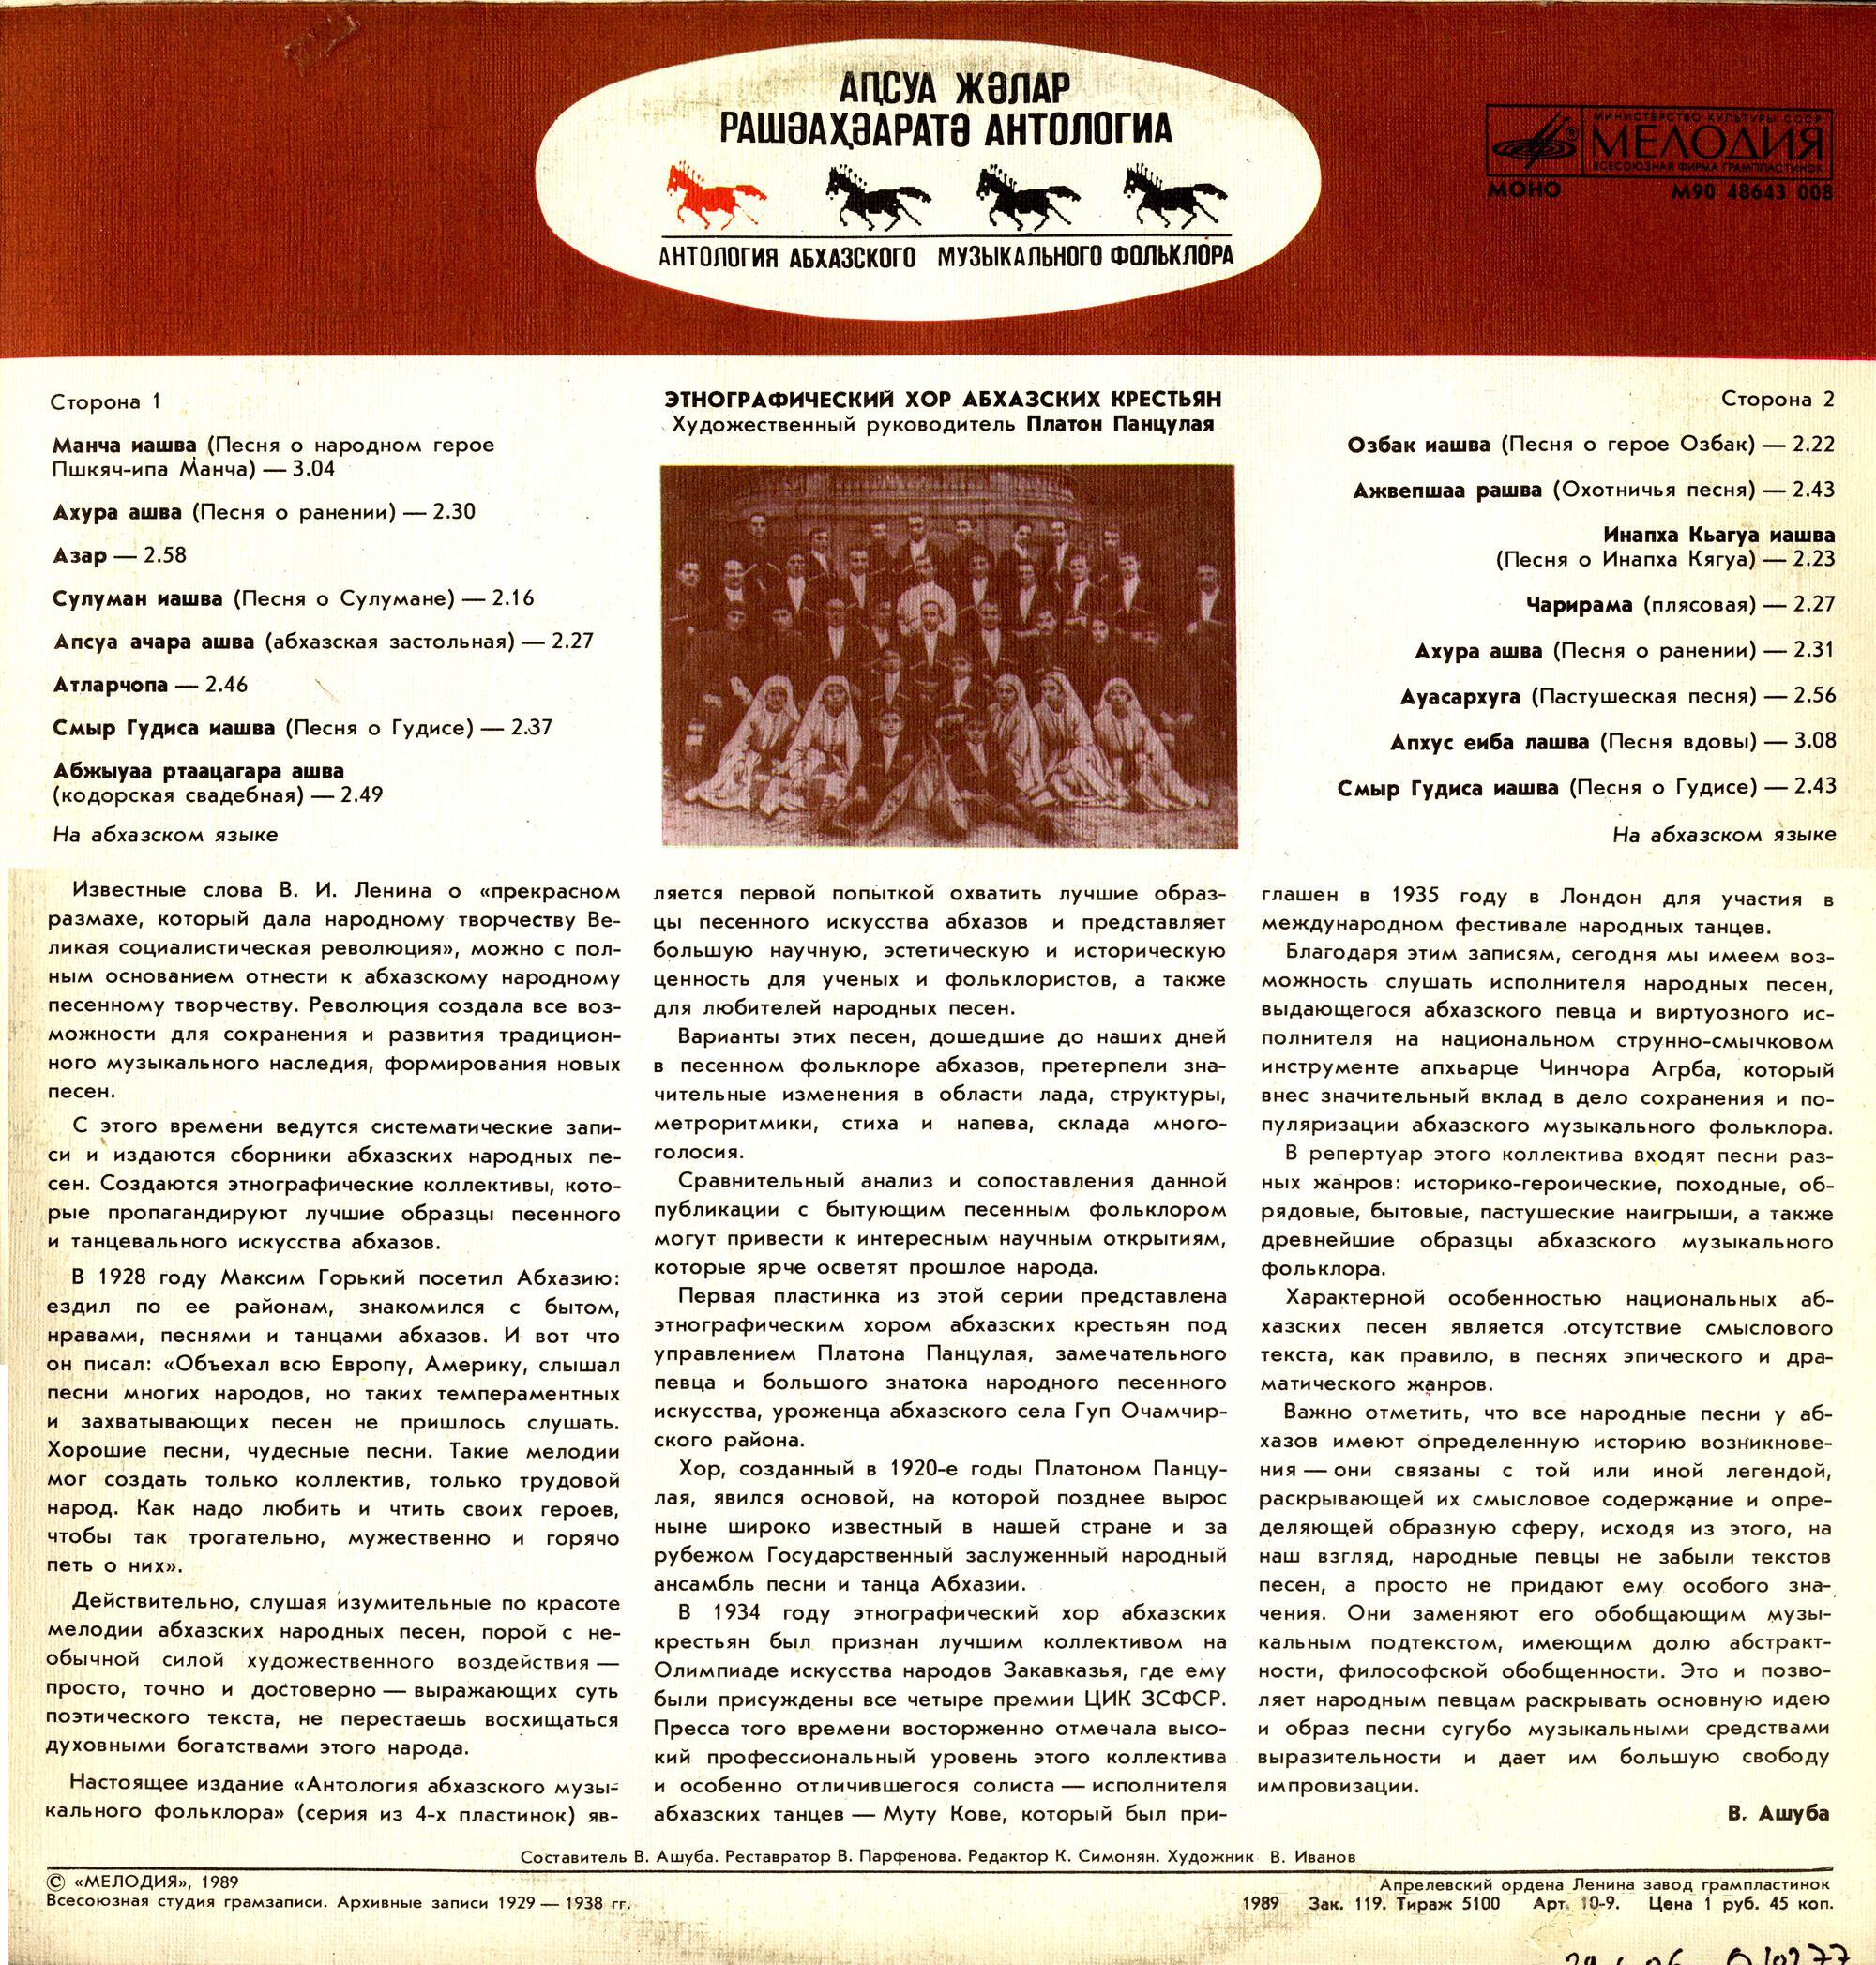 АԤСУА ЖӘЛАР
РАШӘАҲӘАРАТӘ АНТОЛОГИА
АНТОЛОГИЯ АБХАЗСКОГО МУЗЫКАЛЬНОГО ФОЛЬКЛОРА
МИНИСТЕРСТВО КУЛЬТУРЫ СССР
МЕЛОДИЯ
ВСЕСОЮЗНАЯ ФИРМА ГРАМПЛАСТИНОК
МОНО М90 48643 008
Сторона 1
Манча иашва (Песня о народном герое
Пшкяч-ипа Манча) — 3.04
Ахура ашва (Песня о ранении) — 2.30
Азар — 2.58
Сулуман иашва (Песня о Сулумане) — 2.16
Апсуа ачара ашва (абхазская застольная) — 2.27
Атларчопа — 2.46
Смыр Гудиса иашва (Песня о Гудисе) — 2.37
Абжыуаа ртаацагара ашва
(кодорская свадебная) — 2.49
На абхазском языке
ЭТНОГРАФИЧЕСКИЙ ХОР АБХАЗСКИХ КРЕСТЬЯН
Художественный руководитель Платон Панцулая
Сторона 2
Озбак иашва (Песня о герое Озбак) — 2.22
Ажвепшаа рашва (Охотничья песня) — 2.43
Инапха Кьагуа иашва
(Песня о Инапха Кягуа) — 2.23
Чарирама (плясовая) — 2.27
Ахура ашва (Песня о ранении) — 2.31
Ауасархуга (Пастушеская песня) — 2.56
Апхус еиба лашва (Песня вдовы) — 3.08
Смыр Гудиса иашва (Песня о Гудисе) — 2.43
На абхазском языке
Известные слова В. И. Ленина о «прекрасном
размахе, который дала народному творчеству Ве-
ликая социалистическая революция», можно с пол-
ным основанием отнести к абхазскому народному
песенному творчеству. Революция создала все воз-
можности для сохранения и развития традицион-
ного музыкального наследия, формирования новых
песен.
С этого времени ведутся систематические запи-
си и издаются сборники абхазских народных пе-
сен. Создаются этнографические коллективы, кото-
рые пропагандируют лучшие образцы песенного
и танцевального искусства абхазов.
В 1928 году Максим Горький посетил Абхазию:
ездил по ее районам, знакомился с бытом,
нравами, песнями и танцами абхазов. И вот что
он писал: «Объехал всю Европу, Америку, слышал
песни многих народов, но таких темпераментных
и захватывающих песен не пришлось слушать.
Хорошие песни, чудесные песни. Такие мелодии
мог создать только коллектив, только трудовой
народ. Как надо любить и чтить своих героев,
чтобы так трогательно, мужественно и горячо
петь о них».
Действительно, слушая изумительные по красоте
мелодии абхазских народных песен, порой с не-
обычной силой художественного воздействия —
просто, точно и достоверно — выражающих суть
поэтического текста, не перестаешь восхищаться
духовными богатствами этого народа.
Настоящее издание «Антология абхазского музы-
кального фольклора» (серия из 4-х пластинок) яв-
ляется первой попыткой охватить лучшие образ-
цы песенного искусства абхазов и представляет
большую научную, эстетическую и историческую
ценность для ученых и фольклористов, а также
для любителей народных песен.
Варианты этих песен, дошедшие до наших дней
в песенном фольклоре абхазов, претерпели зна-
чительные изменения в области лада, структуры,
метроритмики, стиха и напева, склада много-
голосия.
Сравнительный анализ и сопоставления данной
публикации с бытующим песенным фольклором
могут привести к интересным научным открытиям,
которые ярче осветят прошлое народа.
Первая пластинка из этой серии представлена
этнографическим хором абхазских крестьян под
управлением Платона Панцулая, замечательного
певца и большого знатока народного песенного
искусства, уроженца абхазского села Гуп Очамчир-
ского района.
Хор, созданный в 1920-е годы Платоном Панцу-
лая, явился основой, на которой позднее вырос
ныне широко известный в нашей стране и за
рубежом Государственный заслуженный народный
ансамбль песни и танца Абхазии.
В 1934 году этнографический хор абхазских
крестьян был признан лучшим коллективом на
Олимпиаде искусства народов Закавказья, где ему
были присуждены все четыре премии ЦИК ЗСФСР.
Пресса того времени восторженно отмечала высо-
кий профессиональный уровень этого коллектива
и особенно отличившегося солиста — исполнителя
абхазских танцев — Муту Кове, который был при-
глашен в 1935 году в Лондон для участия в
международном фестивале народных танцев.
Благодаря этим записям, сегодня мы имеем воз-
можность слушать исполнителя народных песен,
выдающегося абхазского певца и виртуозного ис-
полнителя на национальном струнно-смычковом
инструменте апхьарце Чинчора Агрба, который
внес значительный вклад в дело сохранения и по-
пуляризации абхазского музыкального фольклора.
В репертуар этого коллектива входят песни раз-
ных жанров: историко-героические, походные, об-
рядовые, бытовые, пастушеские наигрыши, а также
древнейшие образцы абхазского музыкального
фольклора.
Характерной особенностью национальных аб-
хазских песен является отсутствие смыслового
текста, как правило, в песнях эпического и дра-
матического жанров.
Важно отметить, что все народные песни у аб-
хазов имеют определенную историю возникнове-
ния — они связаны с той или иной легендой,
раскрывающей их смысловое содержание и опре-
деляющей образную сферу, исходя из этого, на
наш взгляд, народные певцы не забыли текстов
песен, а просто не придают ему особого зна-
чения. Они заменяют его обобщающим музы-
кальным подтекстом, имеющим долю абстракт-
ности, философской обобщенности. Это и позво-
ляет народным певцам раскрывать основную идею
и образ песни сугубо музыкальными средствами
выразительности и дает им большую свободу
импровизации.
В. Ашуба
Составитель В. Ашуба. Реставратор В. Парфенова. Редактор К. Симонян. Художник В. Иванов
© «МЕЛОДИЯ», 1989
Всесоюзная студия грамзаписи. Архивные записи 1929 — 1938 гг.
Апрелевский ордена Ленина завод грампластинок
1989 Зак. 119. Тираж 5100 Арт. 10-9. Цена 1 руб. 45 коп.